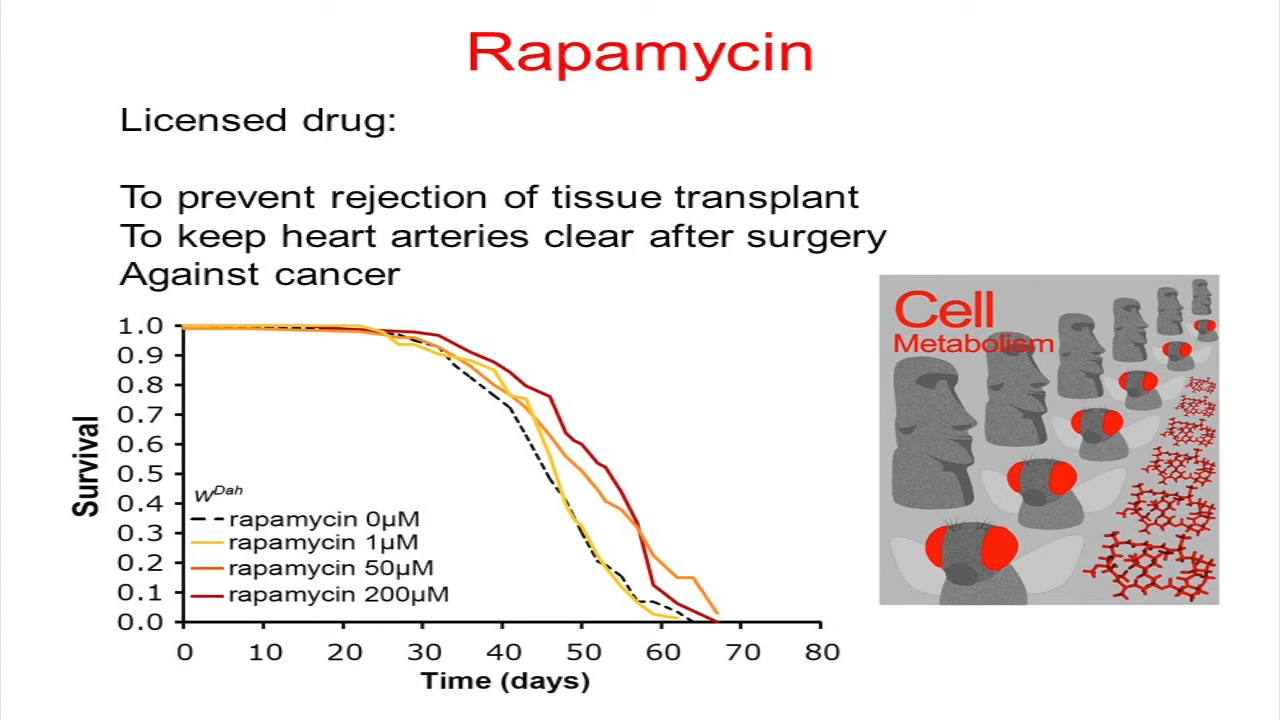 Rapamycin
Licensed drug:
To prevent rejection of tissue transplant
To keep heart arteries clear after surgery
Against cancer
Cell
Metabolism
1.0
0.9
0.8
0.7
0.6
0.5
0.4
0.3
0.2
0.1
0.0
Survival
wDah
rapamycin 0µM
rapamycin 1µM
rapamycin 50µM
rapamycin 200µM
0 10 20 30 40 50 60 70 80
Time (days)